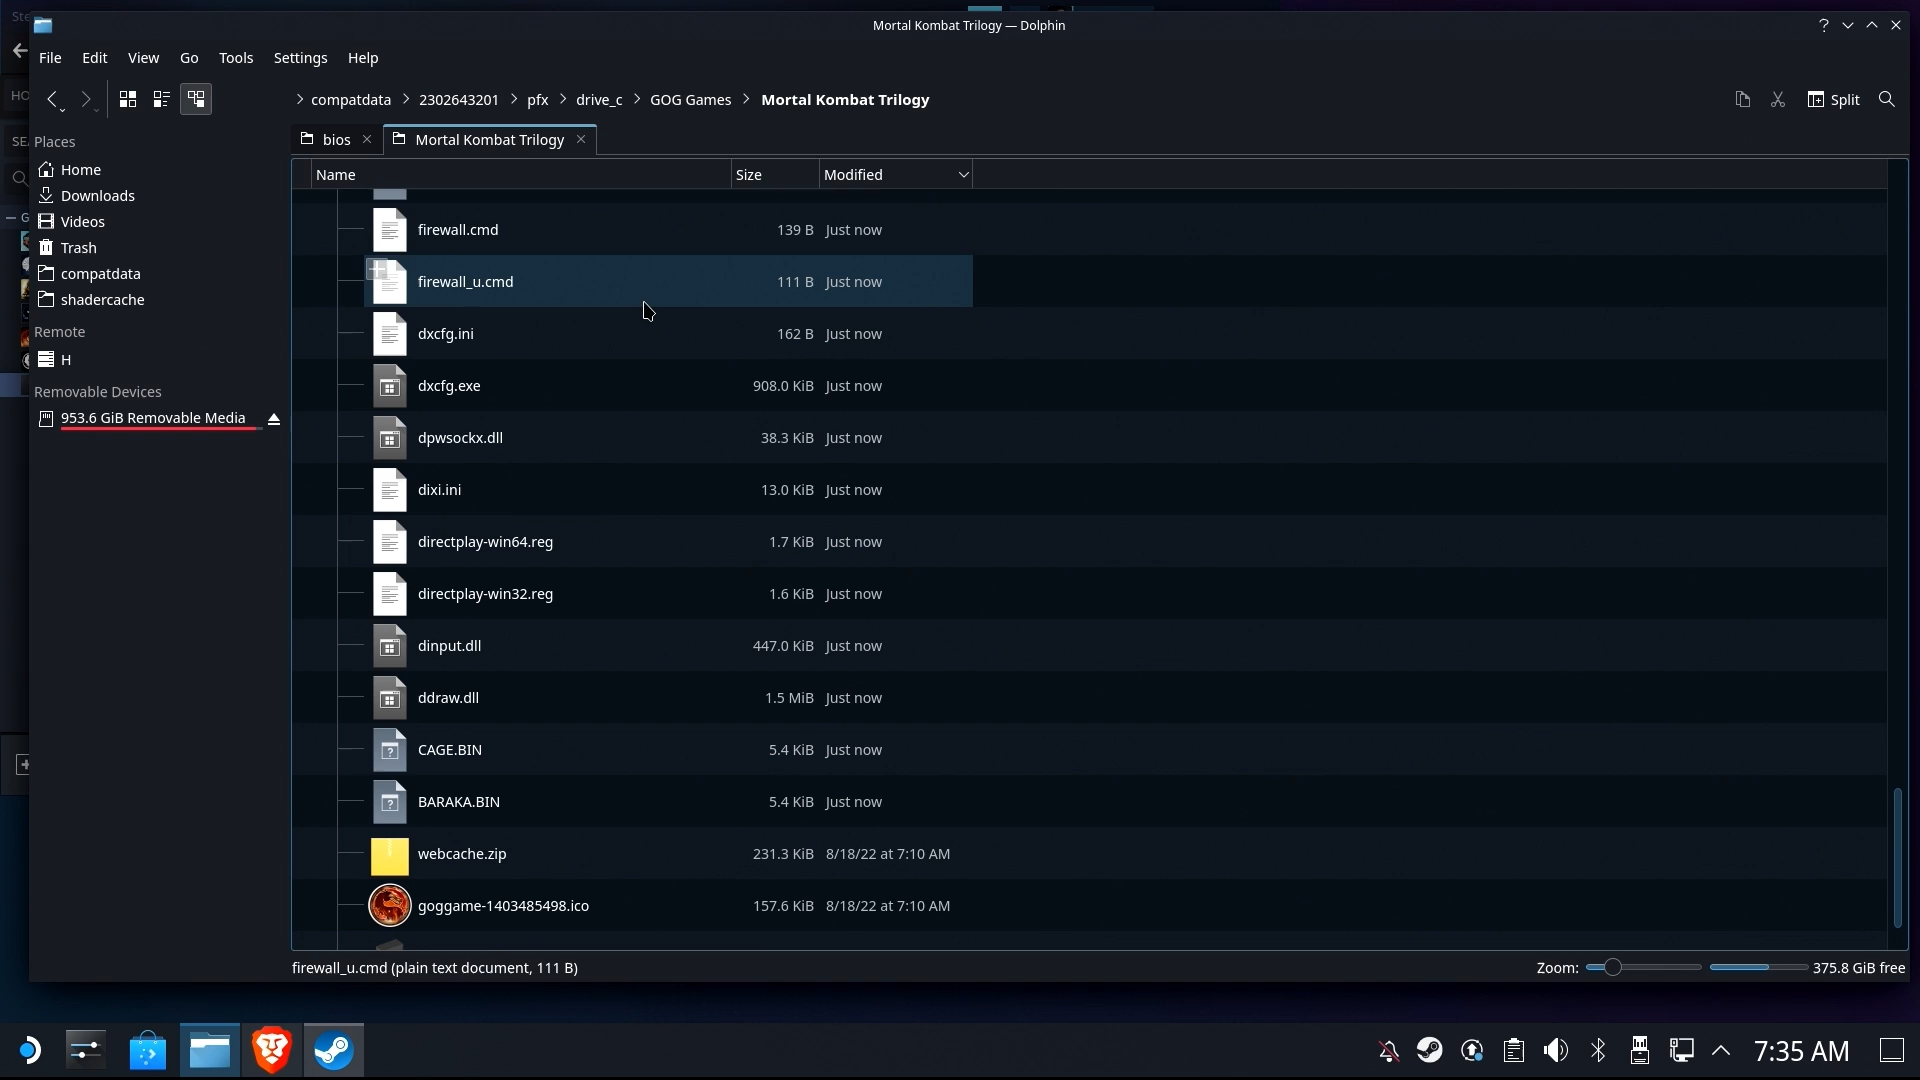 Mortal Kombat Trilogy — Dolphin
File Edit View Go Tools Settings Help
compatdata 2302643201 pfx drive_c GOG Games Mortal Kombat Trilogy
Split
bios Mortal Kombat Trilogy
Places
Home
Downloads
Videos
Trash
compatdata
shadercache
Remote
H
Removable Devices
953.6 GiB Removable Media
Name Size Modified
firewall.cmd 139 B Just now
firewall_u.cmd 111 B Just now
dxcfg.ini 162 B Just now
dxcfg.exe 908.0 KiB Just now
dpwsockx.dll 38.3 KiB Just now
dixi.ini 13.0 KiB Just now
directplay-win64.reg 1.7 KiB Just now
directplay-win32.reg 1.6 KiB Just now
dinput.dll 447.0 KiB Just now
ddraw.dll 1.5 MiB Just now
CAGE.BIN 5.4 KiB Just now
BARAKA.BIN 5.4 KiB Just now
webcache.zip 231.3 KiB 8/18/22 at 7:10 AM
goggame-1403485498.ico 157.6 KiB 8/18/22 at 7:10 AM
firewall_u.cmd (plain text document, 111 B)
Zoom: 375.8 GiB free
7:35 AM